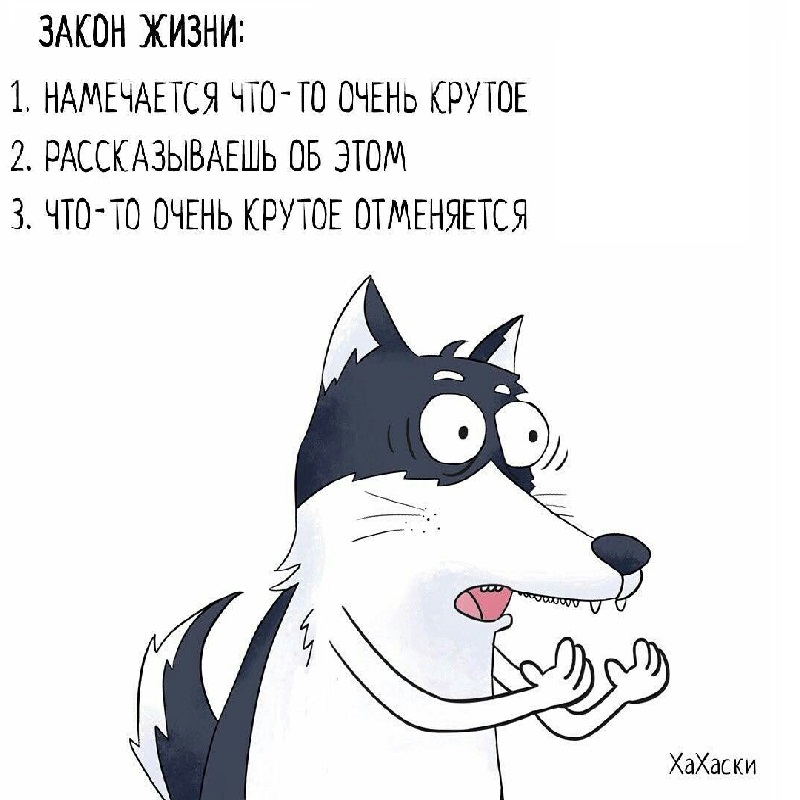 ЗАКОН ЖИЗНИ:
1. НАМЕЧАЕТСЯ ЧТО-ТО ОЧЕНЬ КРУТОЕ
2. РАССКАЗЫВАЕШЬ ОБ ЭТОМ
3. ЧТО-ТО ОЧЕНЬ КРУТОЕ ОТМЕНЯЕТСЯ
ХаХаски